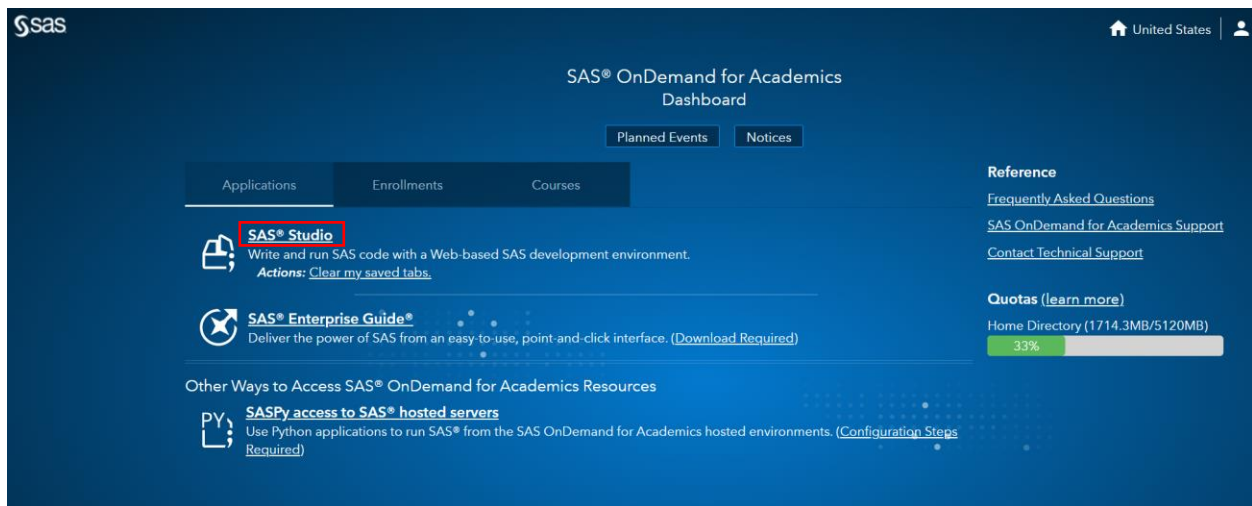 sas
United States
SAS® OnDemand for Academics
Dashboard
Planned Events
Notices
Applications
Enrollments
Courses
SAS® Studio
Write and run SAS code with a Web-based SAS development environment.
Actions: Clear my saved tabs.
SAS® Enterprise Guide®
Deliver the power of SAS from an easy-to-use, point-and-click interface. (Download Required)
Other Ways to Access SAS® OnDemand for Academics Resources
PY
SASPy access to SAS® hosted servers
Use Python applications to run SAS® from the SAS OnDemand for Academics hosted environments. (Configuration Steps
Required)
Reference
Frequently Asked Questions
SAS OnDemand for Academics Support
Contact Technical Support
Quotas (learn more)
Home Directory (1714.3MB/5120MB)
33%